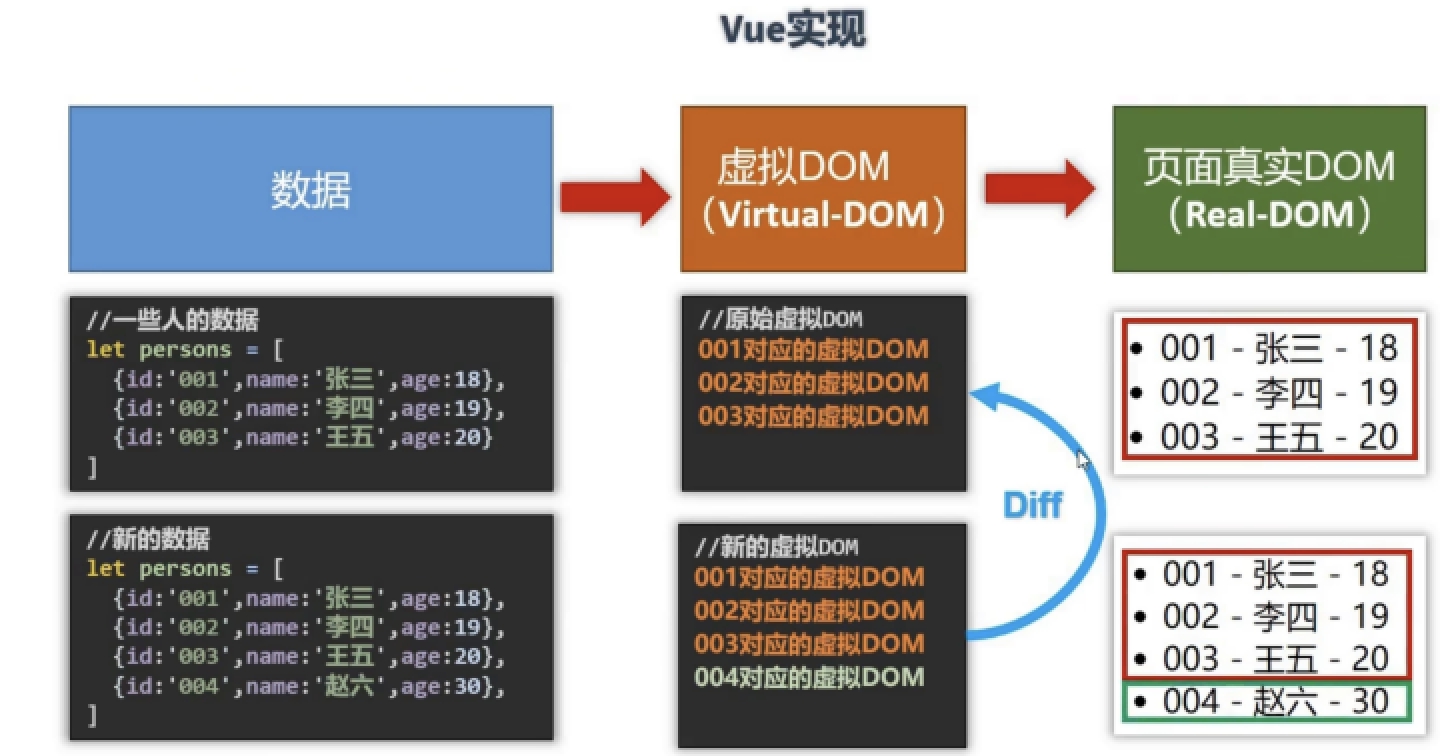 Vue实现
数据
虚拟DOM
（Virtual-DOM）
页面真实DOM
（Real-DOM）
//一些人的数据
let persons = [
{id:'001',name:'张三',age:18},
{id:'002',name:'李四',age:19},
{id:'003',name:'王五',age:20}
]
//原始虚拟DOM
001对应的虚拟DOM
002对应的虚拟DOM
003对应的虚拟DOM
• 001 - 张三 - 18
• 002 - 李四 - 19
• 003 - 王五 - 20
Diff
//新的数据
let persons = [
{id:'001',name:'张三',age:18},
{id:'002',name:'李四',age:19},
{id:'003',name:'王五',age:20},
{id:'004',name:'赵六',age:30},
]
//新的虚拟DOM
001对应的虚拟DOM
002对应的虚拟DOM
003对应的虚拟DOM
004对应的虚拟DOM
• 001 - 张三 - 18
• 002 - 李四 - 19
• 003 - 王五 - 20
• 004 - 赵六 - 30